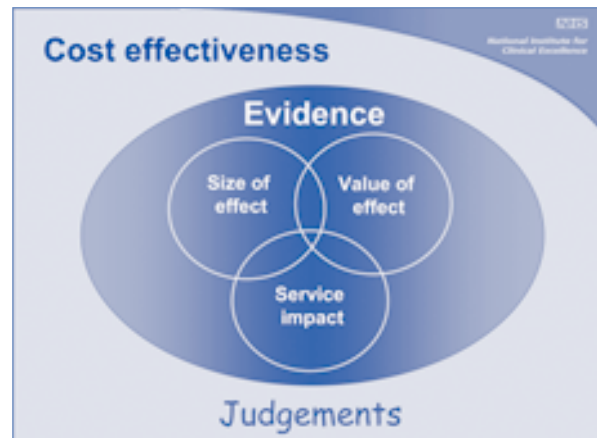 NHS
National Institute for
Clinical Excellence
Cost effectiveness
Evidence
Size of
effect
Value of
effect
Service
impact
Judgements